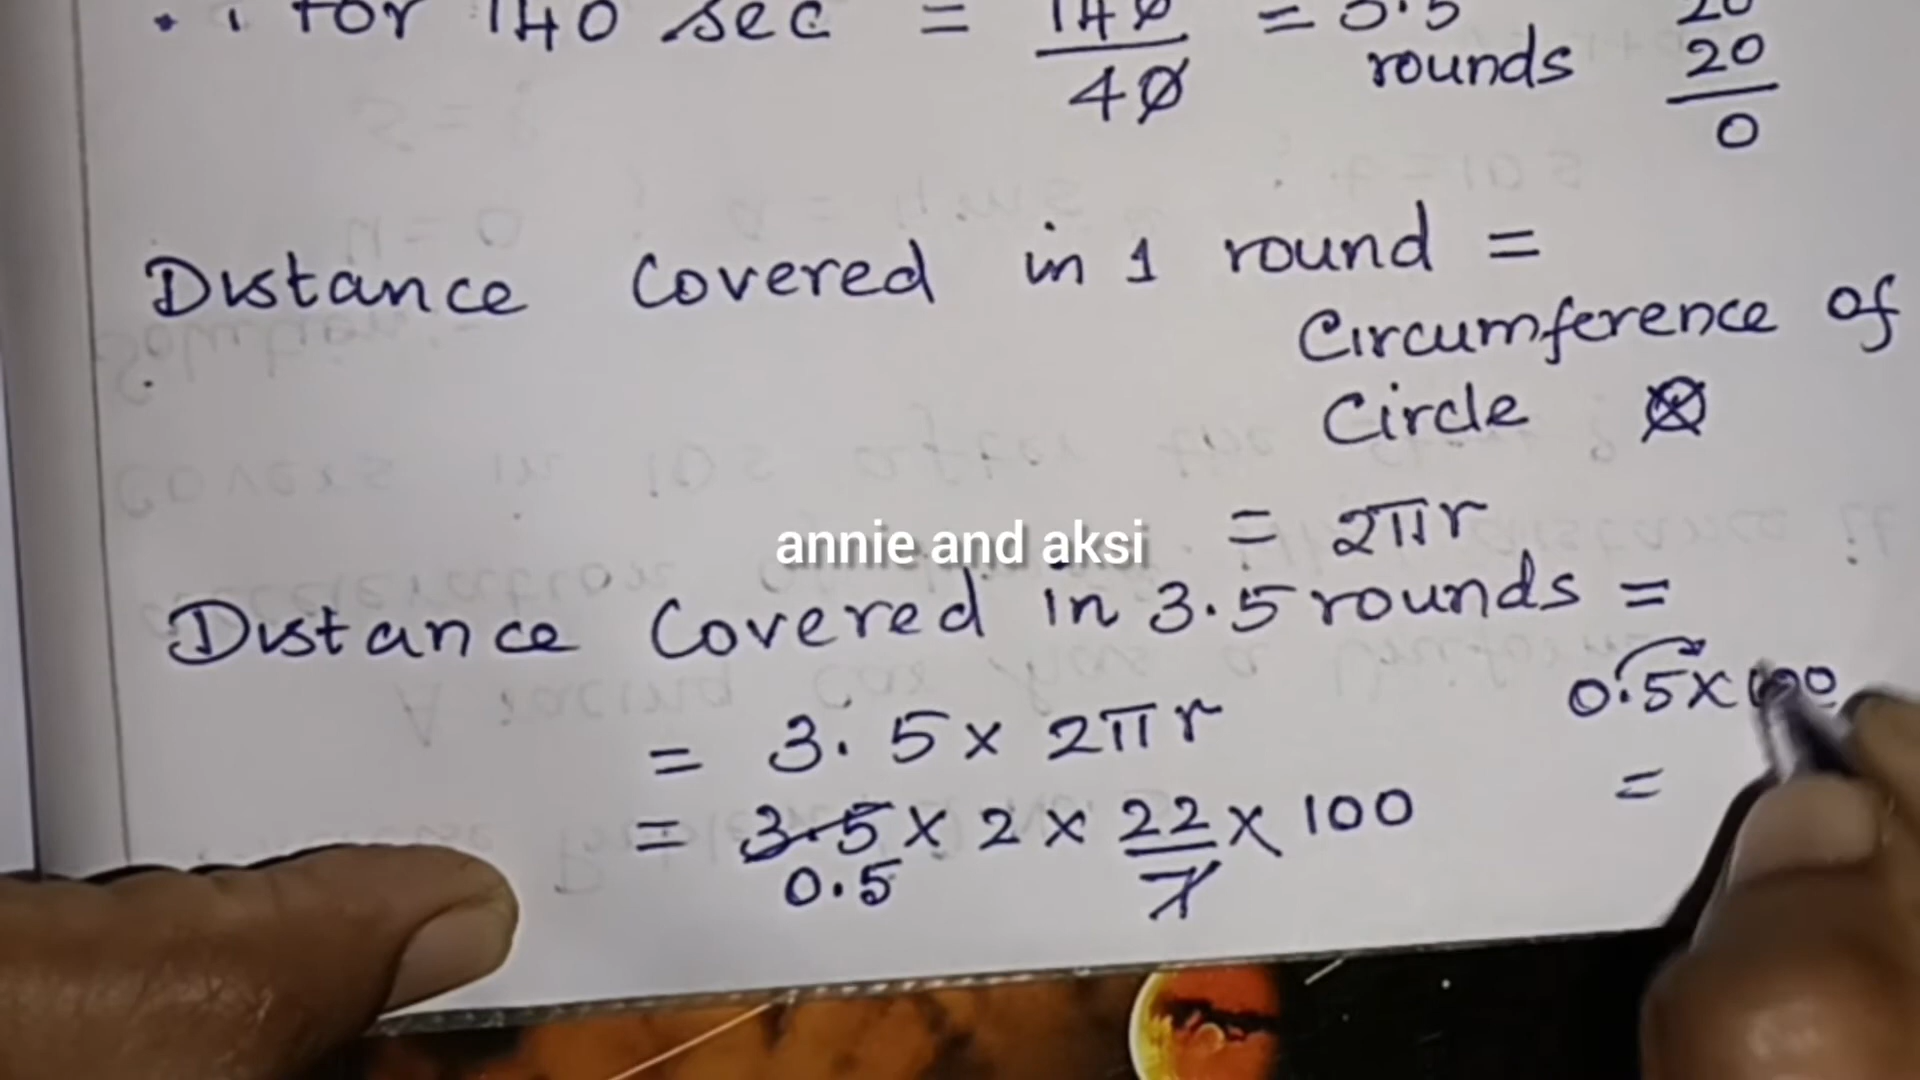 ∴ For 140 sec = 140/40 = 3.5 rounds
20
20
0
Distance Covered in 1 round =
Circumference of
Circle
= 2πr
annie and aksi
Distance Covered in 3.5 rounds =
= 3.5 × 2πr
0.5 × 100
= 3.5 × 2 × 22/7 × 100
=
0.5